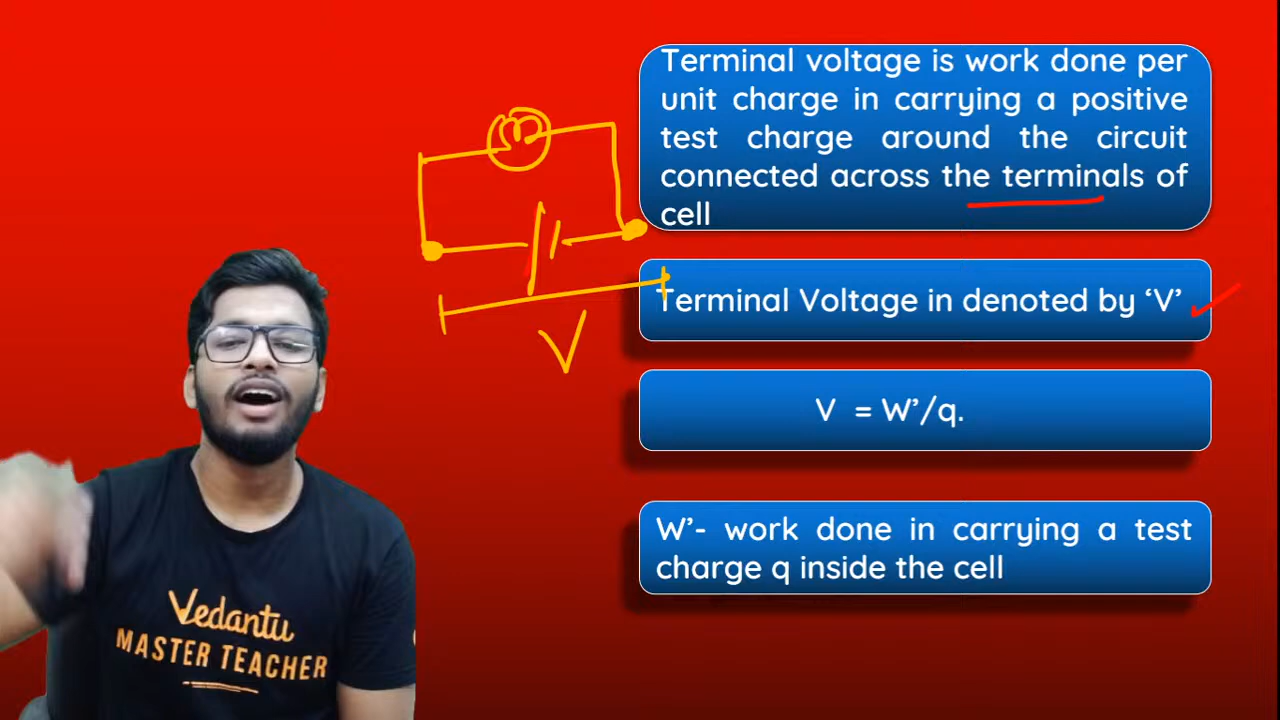 Terminal voltage is work done per
unit charge in carrying a positive
test charge around the circuit
connected across the terminals of
cell
Terminal Voltage in denoted by ‘V’
V
V = W’/q.
W’- work done in carrying a test
charge q inside the cell
Vedantu
MASTER TEACHER